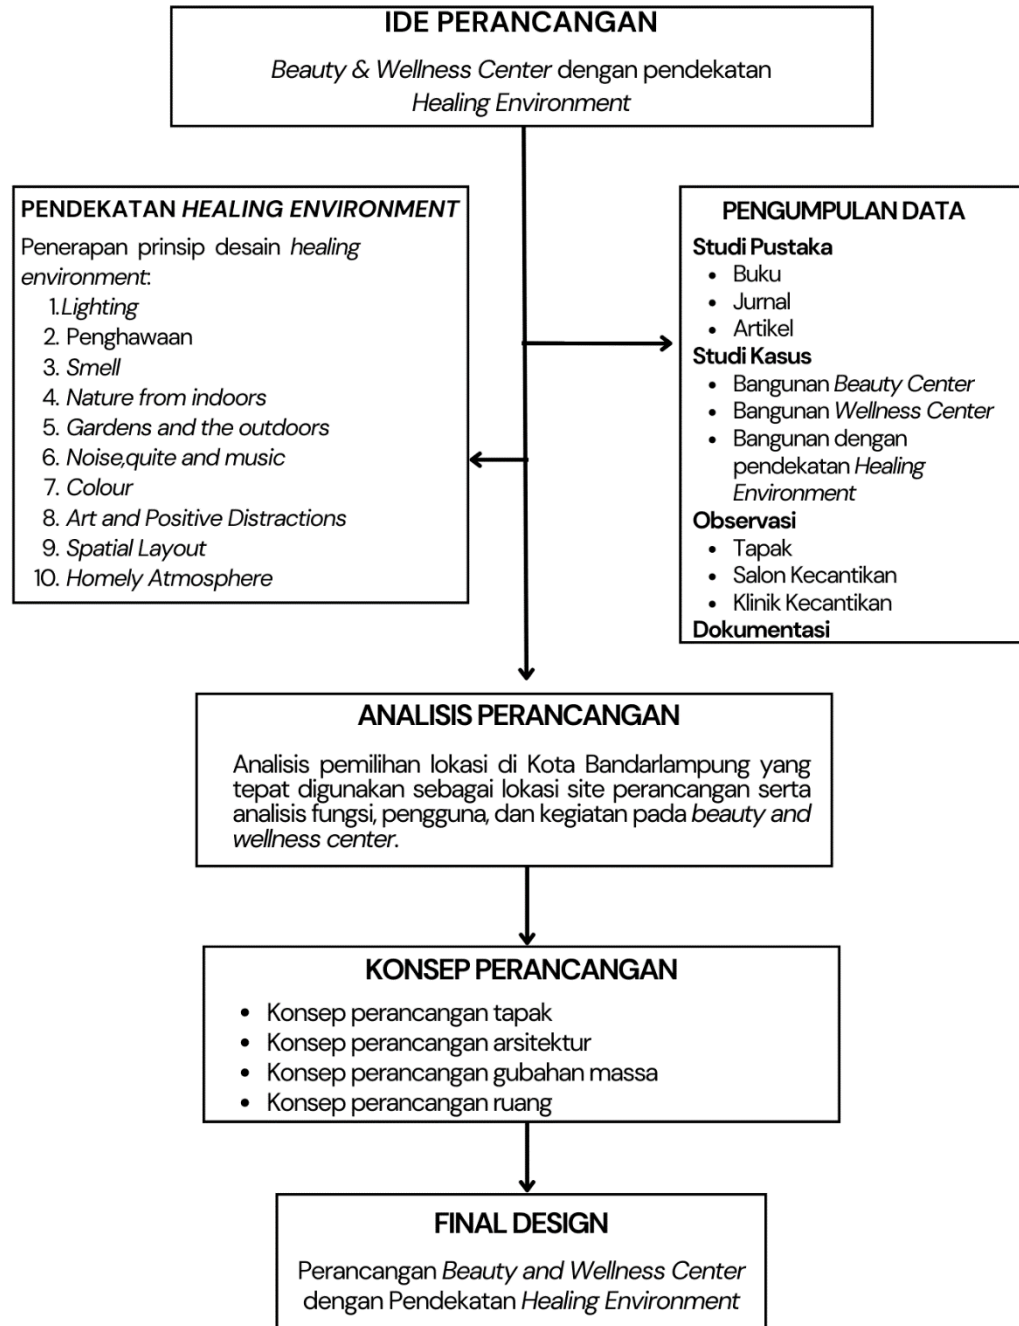 IDE PERANCANGAN
Beauty & Wellness Center dengan pendekatan
Healing Environment
PENDEKATAN HEALING ENVIRONMENT
Penerapan prinsip desain healing
environment:
1. Lighting
2. Penghawaan
3. Smell
4. Nature from indoors
5. Gardens and the outdoors
6. Noise,quite and music
7. Colour
8. Art and Positive Distractions
9. Spatial Layout
10. Homely Atmosphere
PENGUMPULAN DATA
Studi Pustaka
• Buku
• Jurnal
• Artikel
Studi Kasus
• Bangunan Beauty Center
• Bangunan Wellness Center
• Bangunan dengan
pendekatan Healing
Environment
Observasi
• Tapak
• Salon Kecantikan
• Klinik Kecantikan
Dokumentasi
ANALISIS PERANCANGAN
Analisis pemilihan lokasi di Kota Bandarlampung yang
tepat digunakan sebagai lokasi site perancangan serta
analisis fungsi, pengguna, dan kegiatan pada beauty and
wellness center.
KONSEP PERANCANGAN
• Konsep perancangan tapak
• Konsep perancangan arsitektur
• Konsep perancangan gubahan massa
• Konsep perancangan ruang
FINAL DESIGN
Perancangan Beauty and Wellness Center
dengan Pendekatan Healing Environment